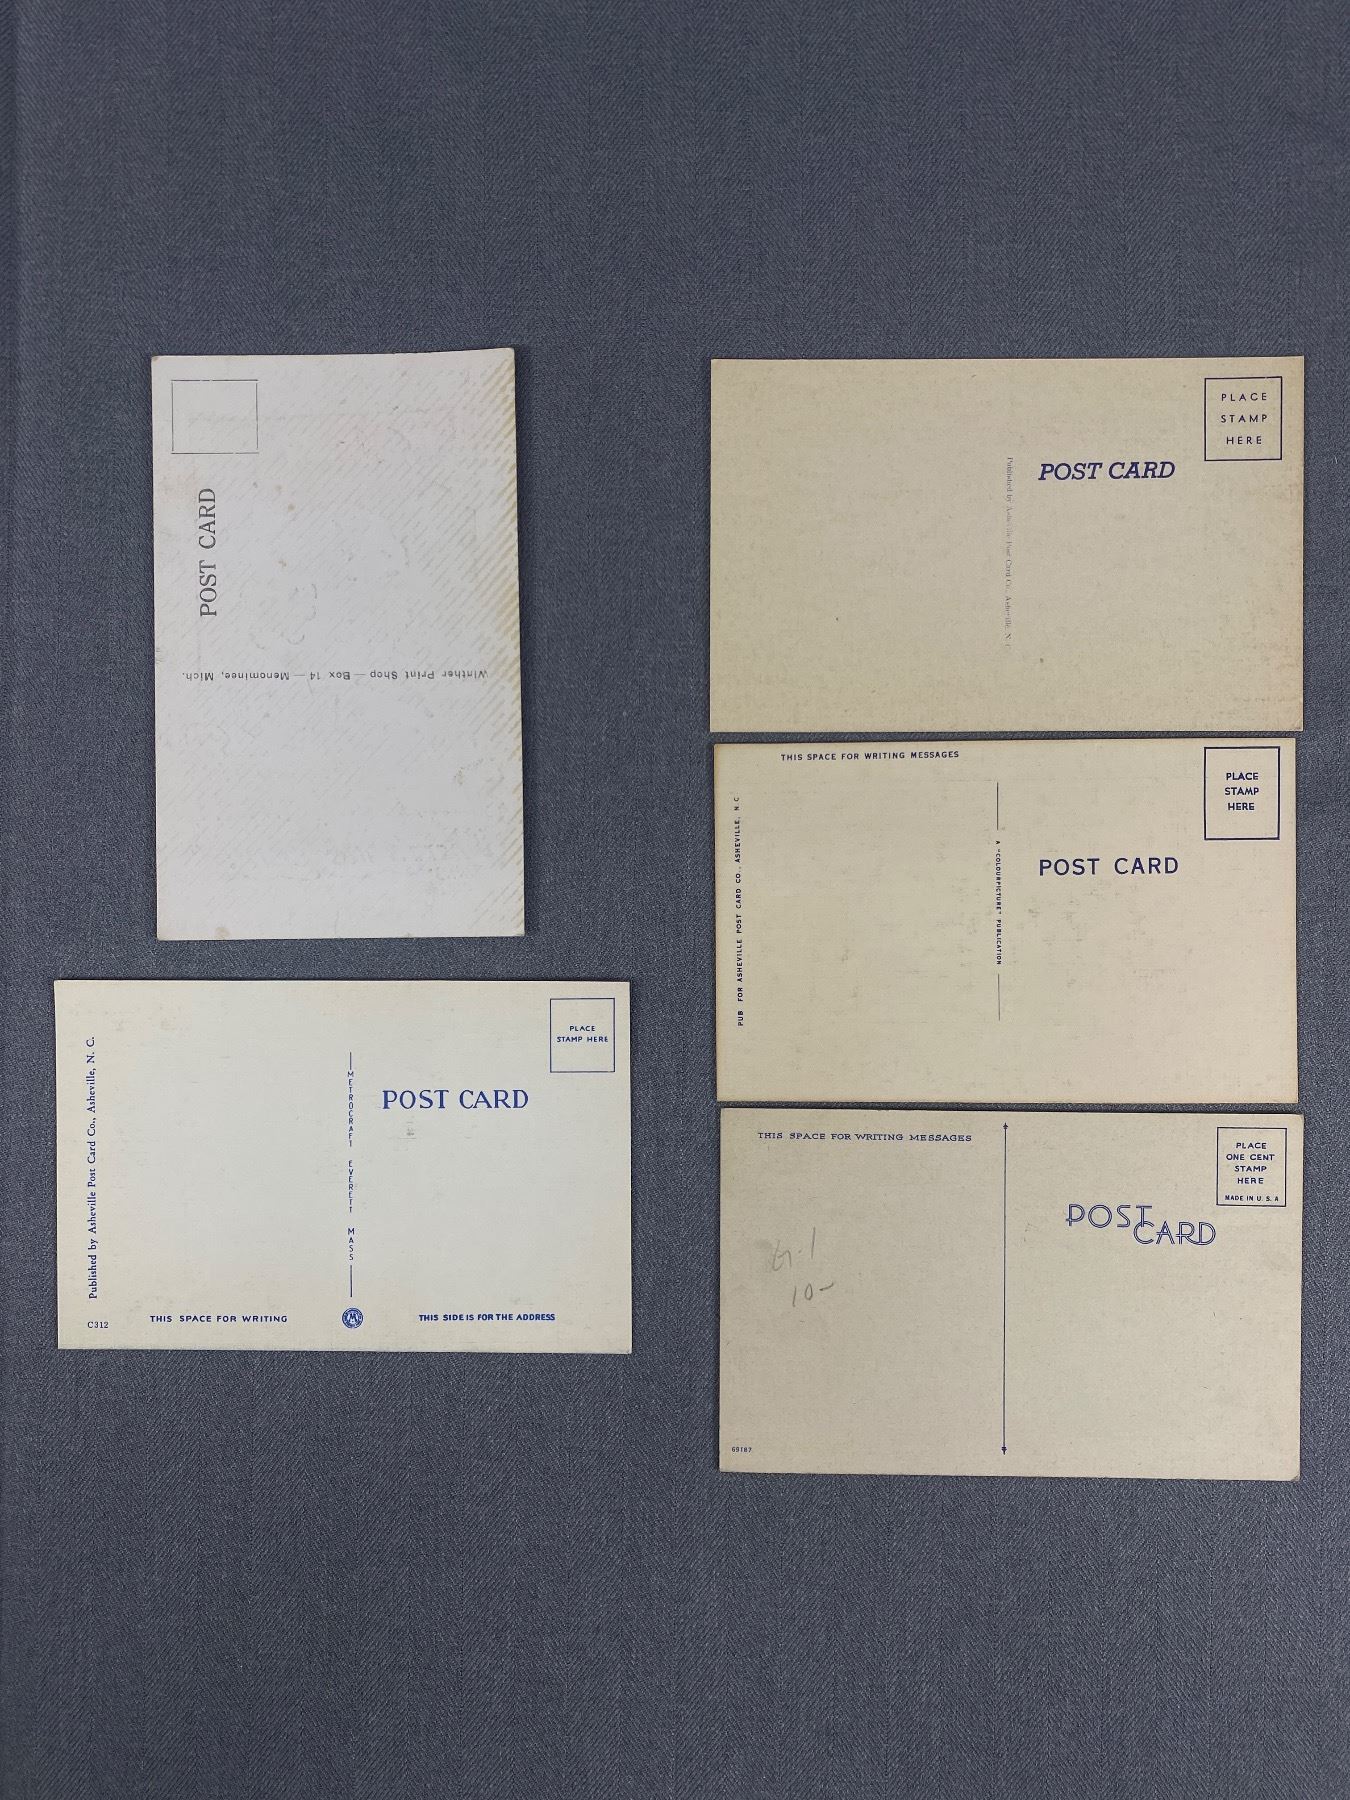 POST CARD
Winther Print Shop — Box 14 — Menominee, Mich.
PLACE
STAMP
HERE
POST CARD
Published by Asheville Post Card Co., Asheville, N. C.
THIS SPACE FOR WRITING MESSAGES
PLACE
STAMP
HERE
POST CARD
PUB FOR ASHEVILLE POST CARD CO., ASHEVILLE, N. C
A "COLOURPICTURE" PUBLICATION
Published by Asheville Post Card Co., Asheville, N. C.
PLACE
STAMP HERE
METROCRAFT EVERETT MASS
POST CARD
C312
THIS SPACE FOR WRITING
THIS SIDE IS FOR THE ADDRESS
THIS SPACE FOR WRITING MESSAGES
PLACE
ONE CENT
STAMP
HERE
MADE IN U. S. A
POST
CARD
G-1
10-
69187